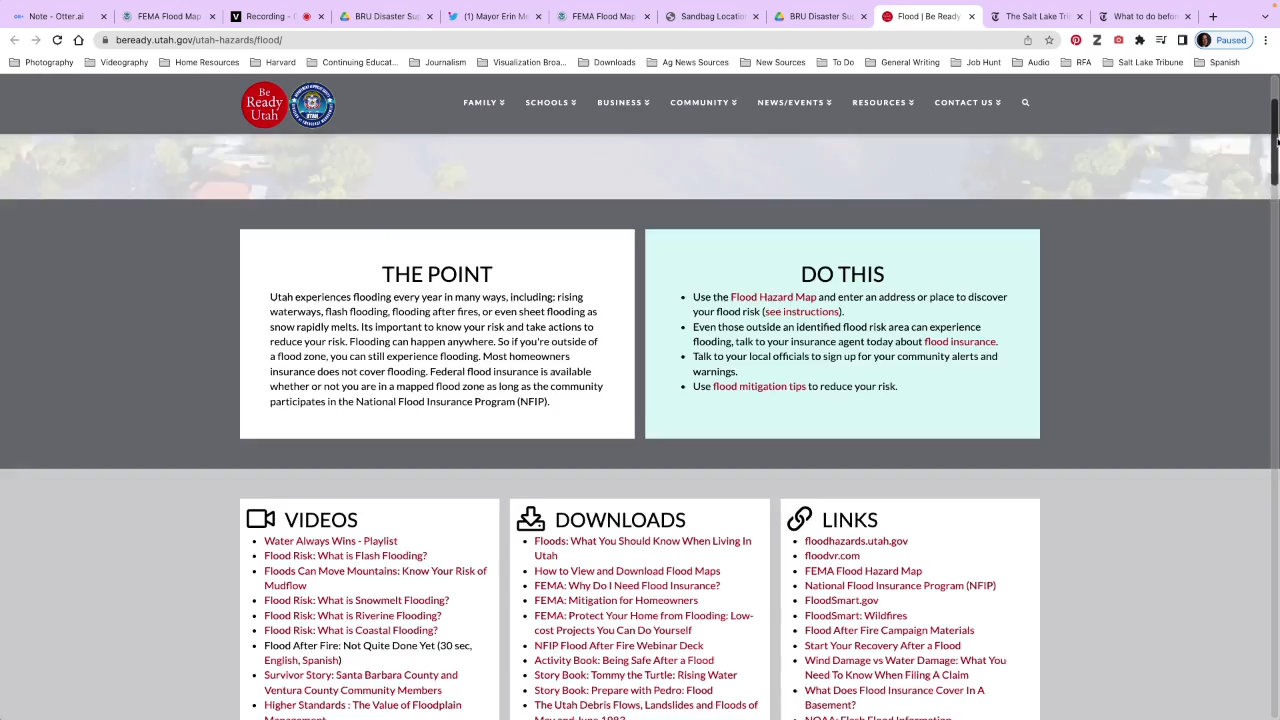 Note - Otter.ai
FEMA Flood Map
Recording -
BRU Disaster Sup
(1) Mayor Erin Me
FEMA Flood Map
Sandbag Location
BRU Disaster Sup
Flood | Be Ready
The Salt Lake Trib
What to do before
beready.utah.gov/utah-hazards/flood/
Paused
Photography
Videography
Home Resources
Harvard
Continuing Educat...
Journalism
Visualization Broa...
Downloads
Ag News Sources
New Sources
To Do
General Writing
Job Hunt
Audio
RFA
Salt Lake Tribune
Spanish
Be
Ready
Utah
FAMILY
SCHOOLS
BUSINESS
COMMUNITY
NEWS/EVENTS
RESOURCES
CONTACT US
THE POINT
Utah experiences flooding every year in many ways, including; rising
waterways, flash flooding, flooding after fires, or even sheet flooding as
snow rapidly melts. Its important to know your risk and take actions to
reduce your risk. Flooding can happen anywhere. So if you're outside of
a flood zone, you can still experience flooding. Most homeowners
insurance does not cover flooding. Federal flood insurance is available
whether or not you are in a mapped flood zone as long as the community
participates in the National Flood Insurance Program (NFIP).
DO THIS
• Use the Flood Hazard Map and enter an address or place to discover
your flood risk (see instructions).
• Even those outside an identified flood risk area can experience
flooding, talk to your insurance agent today about flood insurance.
• Talk to your local officials to sign up for your community alerts and
warnings.
• Use flood mitigation tips to reduce your risk.
VIDEOS
• Water Always Wins - Playlist
• Flood Risk: What is Flash Flooding?
• Floods Can Move Mountains: Know Your Risk of
Mudflow
• Flood Risk: What is Snowmelt Flooding?
• Flood Risk: What is Riverine Flooding?
• Flood Risk: What is Coastal Flooding?
• Flood After Fire: Not Quite Done Yet (30 sec,
English, Spanish)
• Survivor Story: Santa Barbara County and
Ventura County Community Members
• Higher Standards : The Value of Floodplain
Management
DOWNLOADS
• Floods: What You Should Know When Living In
Utah
• How to View and Download Flood Maps
• FEMA: Why Do I Need Flood Insurance?
• FEMA: Mitigation for Homeowners
• FEMA: Protect Your Home from Flooding: Low-
cost Projects You Can Do Yourself
• NFIP Flood After Fire Webinar Deck
• Activity Book: Being Safe After a Flood
• Story Book: Tommy the Turtle: Rising Water
• Story Book: Prepare with Pedro: Flood
• The Utah Debris Flows, Landslides and Floods of
May and June 1983
LINKS
• floodhazards.utah.gov
• floodvr.com
• FEMA Flood Hazard Map
• National Flood Insurance Program (NFIP)
• FloodSmart.gov
• FloodSmart: Wildfires
• Flood After Fire Campaign Materials
• Start Your Recovery After a Flood
• Wind Damage vs Water Damage: What You
Need To Know When Filing A Claim
• What Does Flood Insurance Cover In A
Basement?
• NOAA: Flash Flood Information